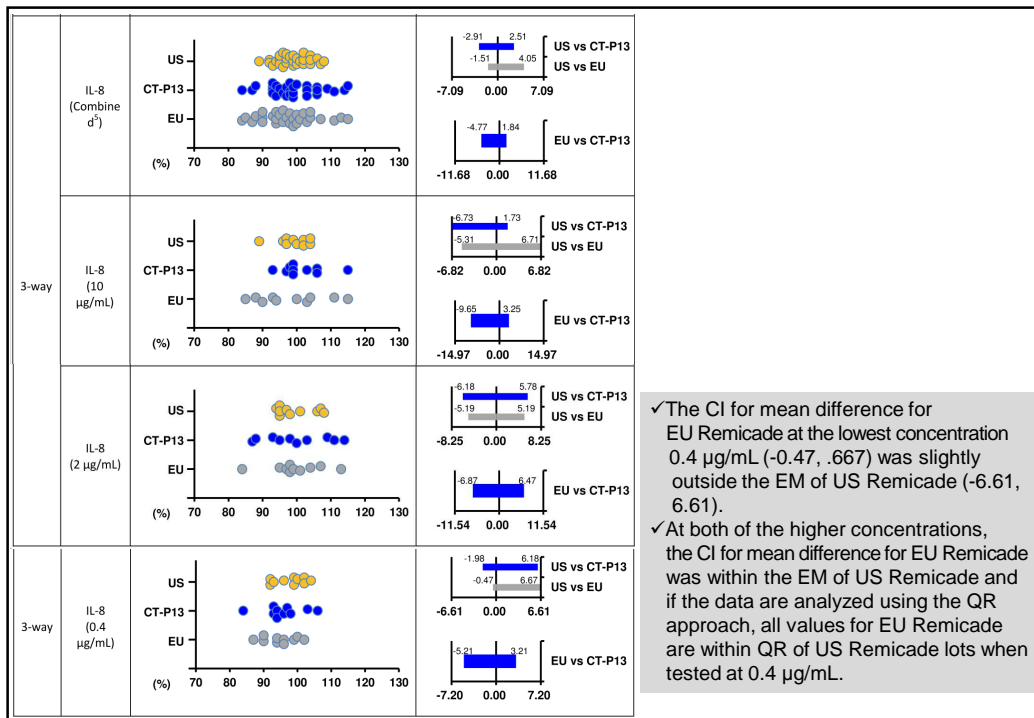 3-way
IL-8
(Combine
d5)
US
CT-P13
EU
(%)
70 80 90 100 110 120 130
-2.91 2.51
US vs CT-P13
-1.51 4.05
US vs EU
-7.09 0.00 7.09
-4.77 1.84
EU vs CT-P13
-11.68 0.00 11.68
IL-8
(10
µg/mL)
US
CT-P13
EU
(%)
70 80 90 100 110 120 130
-6.73 1.73
US vs CT-P13
-5.31 6.71
US vs EU
-6.82 0.00 6.82
-9.65 3.25
EU vs CT-P13
-14.97 0.00 14.97
IL-8
(2 µg/mL)
US
CT-P13
EU
(%)
70 80 90 100 110 120 130
-6.18 5.78
US vs CT-P13
-5.19 5.19
US vs EU
-8.25 0.00 8.25
-6.87 6.47
EU vs CT-P13
-11.54 0.00 11.54
3-way
IL-8
(0.4
µg/mL)
US
CT-P13
EU
(%)
70 80 90 100 110 120 130
-1.98 6.18
US vs CT-P13
-0.47 6.67
US vs EU
-6.61 0.00 6.61
-5.21 3.21
EU vs CT-P13
-7.20 0.00 7.20
✓The CI for mean difference for
EU Remicade at the lowest concentration
0.4 µg/mL (-0.47, .667) was slightly
outside the EM of US Remicade (-6.61,
6.61).
✓At both of the higher concentrations,
the CI for mean difference for EU Remicade
was within the EM of US Remicade and
if the data are analyzed using the QR
approach, all values for EU Remicade
are within QR of US Remicade lots when
tested at 0.4 µg/mL.